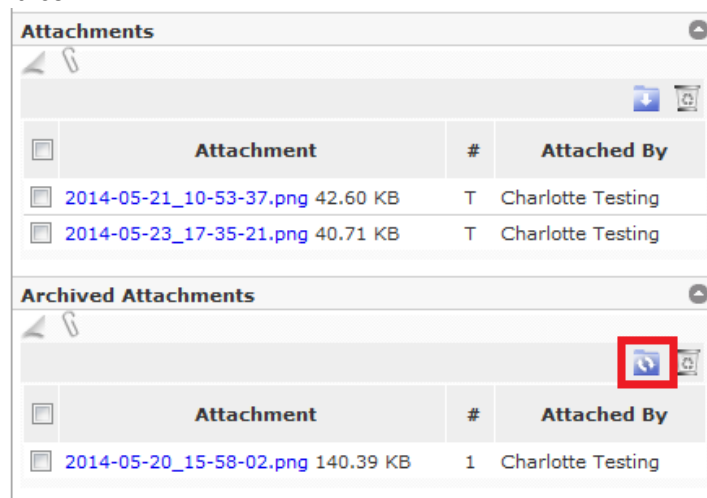 Attachments
Attachment # Attached By
2014-05-21_10-53-37.png 42.60 KB T Charlotte Testing
2014-05-23_17-35-21.png 40.71 KB T Charlotte Testing
Archived Attachments
Attachment # Attached By
2014-05-20_15-58-02.png 140.39 KB 1 Charlotte Testing